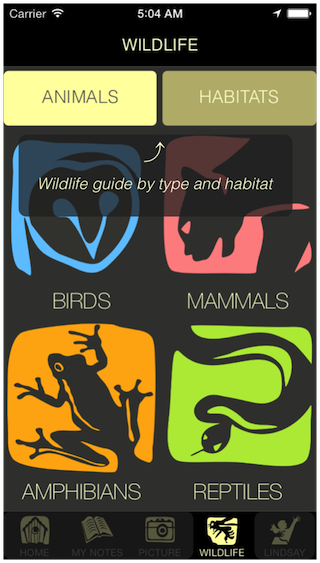 Carrier 5:04 AM
WILDLIFE
ANIMALS HABITATS
Wildlife guide by type and habitat
BIRDS MAMMALS
AMPHIBIANS REPTILES
HOME MY NOTES PICTURE WILDLIFE LINDSAY